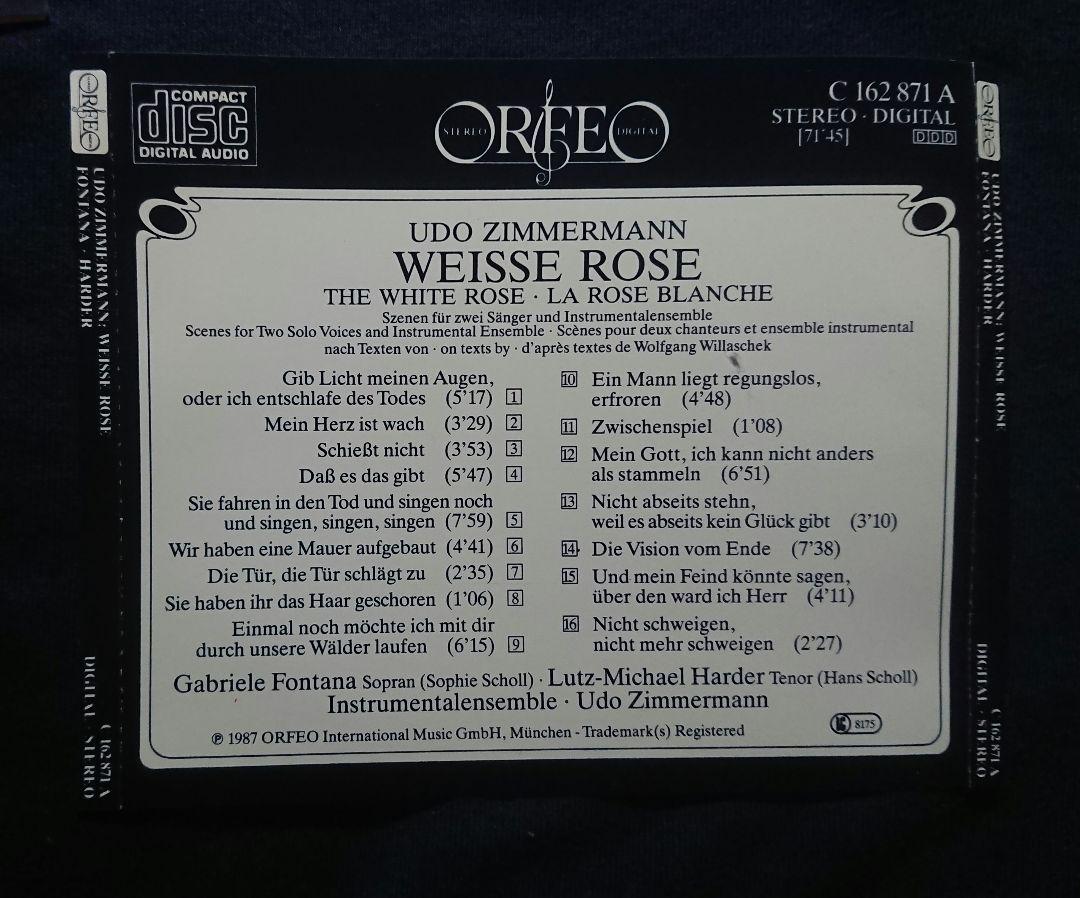 COMPACT
disc
DIGITAL AUDIO
STEREO ORFEO DIGITAL
C 162 871 A
STEREO · DIGITAL
[71'45] DDD
UDO ZIMMERMANN
WEISSE ROSE
THE WHITE ROSE · LA ROSE BLANCHE
Szenen für zwei Sänger und Instrumentalensemble
Scenes for Two Solo Voices and Instrumental Ensemble · Scènes pour deux chanteurs et ensemble instrumental
nach Texten von · on texts by · d'après textes de Wolfgang Willaschek
Gib Licht meinen Augen,
oder ich entschlafe des Todes (5'17) 1
Mein Herz ist wach (3'29) 2
Schießt nicht (3'53) 3
Daß es das gibt (5'47) 4
Sie fahren in den Tod und singen noch
und singen, singen, singen (7'59) 5
Wir haben eine Mauer aufgebaut (4'41) 6
Die Tür, die Tür schlägt zu (2'35) 7
Sie haben ihr das Haar geschoren (1'06) 8
Einmal noch möchte ich mit dir
durch unsere Wälder laufen (6'15) 9
10 Ein Mann liegt regungslos,
erfroren (4'48)
11 Zwischenspiel (1'08)
12 Mein Gott, ich kann nicht anders
als stammeln (6'51)
13 Nicht abseits stehn,
weil es abseits kein Glück gibt (3'10)
14 Die Vision vom Ende (7'38)
15 Und mein Feind könnte sagen,
über den ward ich Herr (4'11)
16 Nicht schweigen,
nicht mehr schweigen (2'27)
Gabriele Fontana Sopran (Sophie Scholl) · Lutz-Michael Harder Tenor (Hans Scholl)
Instrumentalensemble · Udo Zimmermann
℗ 1987 ORFEO International Music GmbH, München - Trademark(s) Registered
8175
ORFEO
UDO ZIMMERMANN: WEISSE ROSE
FONTANA · HARDER
C 162 871 A
DIGITAL · STEREO
ORFEO
UDO ZIMMERMANN: WEISSE ROSE
FONTANA · HARDER
C 162 871 A
DIGITAL · STEREO